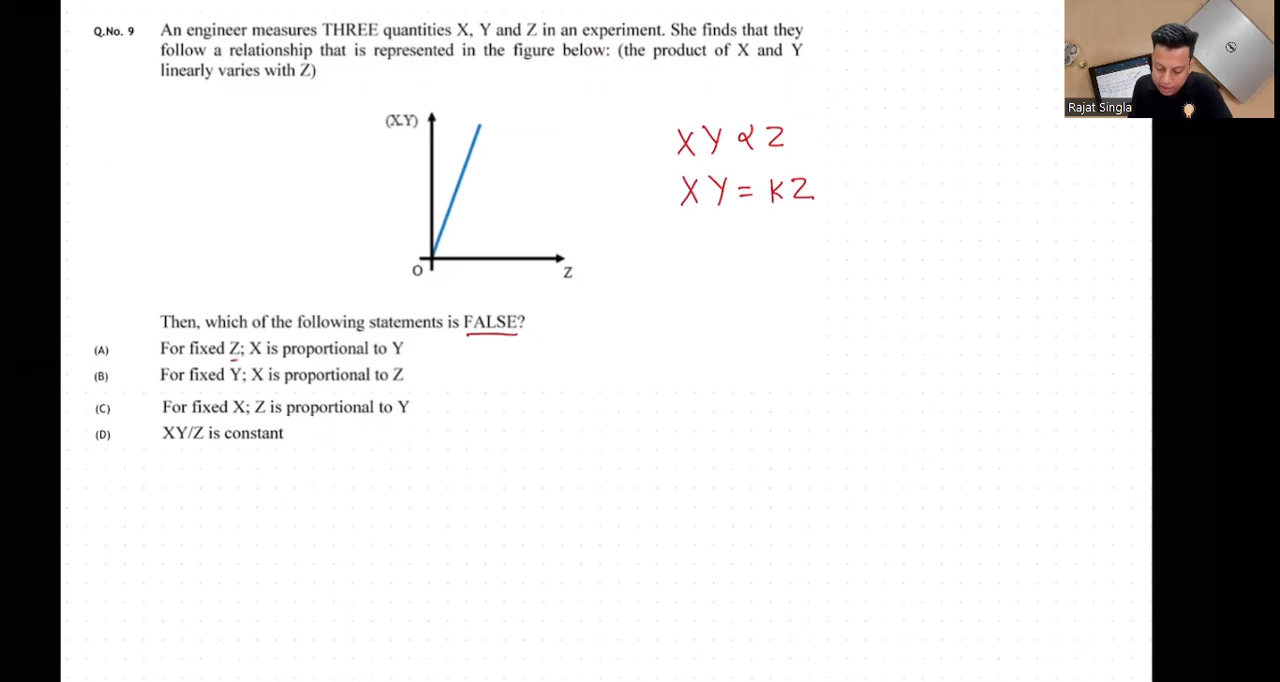 Q.No. 9 An engineer measures THREE quantities X, Y and Z in an experiment. She finds that they
follow a relationship that is represented in the figure below: (the product of X and Y
linearly varies with Z)
(XY)
O
Z
X Y ∝ Z
X Y = K Z
Then, which of the following statements is FALSE?
(A) For fixed Z; X is proportional to Y
(B) For fixed Y; X is proportional to Z
(C) For fixed X; Z is proportional to Y
(D) XY/Z is constant
Rajat Singla